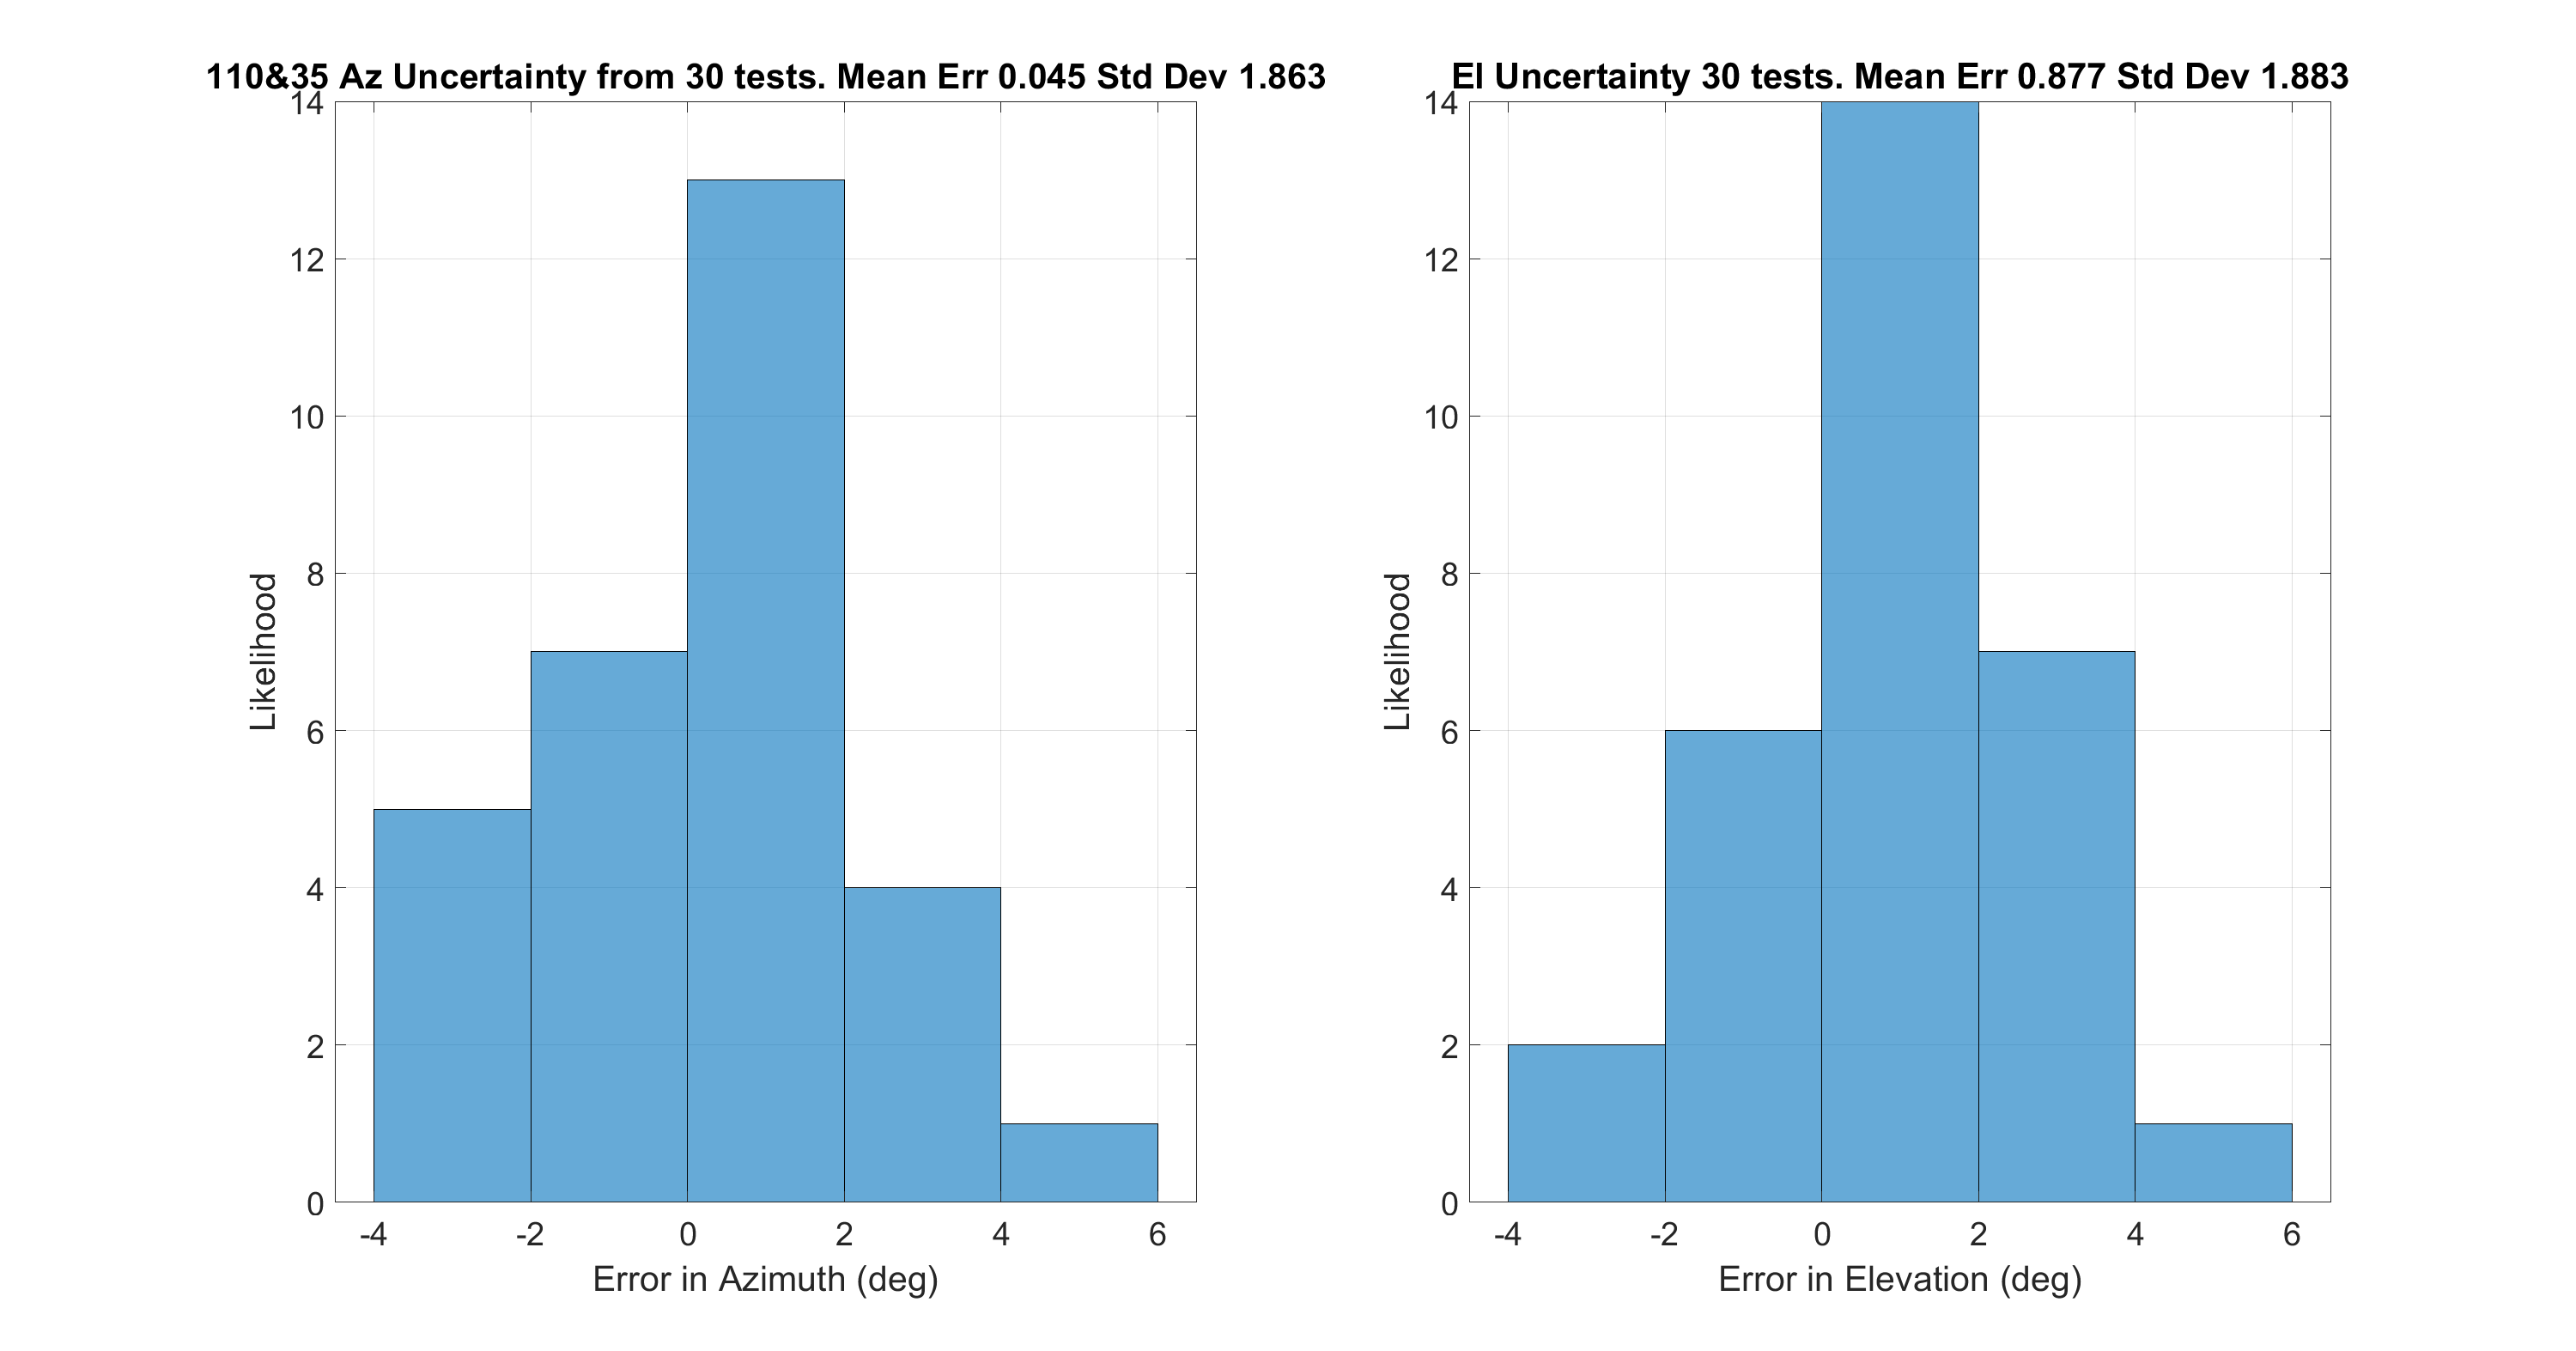 110&35 Az Uncertainty from 30 tests. Mean Err 0.045 Std Dev 1.863
14
12
10
8
6
4
2
0
Likelihood
-4 -2 0 2 4 6
Error in Azimuth (deg)
El Uncertainty 30 tests. Mean Err 0.877 Std Dev 1.883
14
12
10
8
6
4
2
0
Likelihood
-4 -2 0 2 4 6
Error in Elevation (deg)